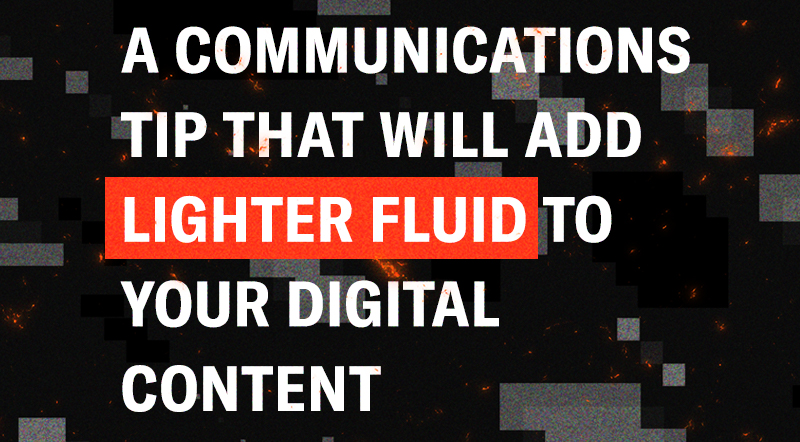 A COMMUNICATIONS
TIP THAT WILL ADD
LIGHTER FLUID TO
YOUR DIGITAL
CONTENT